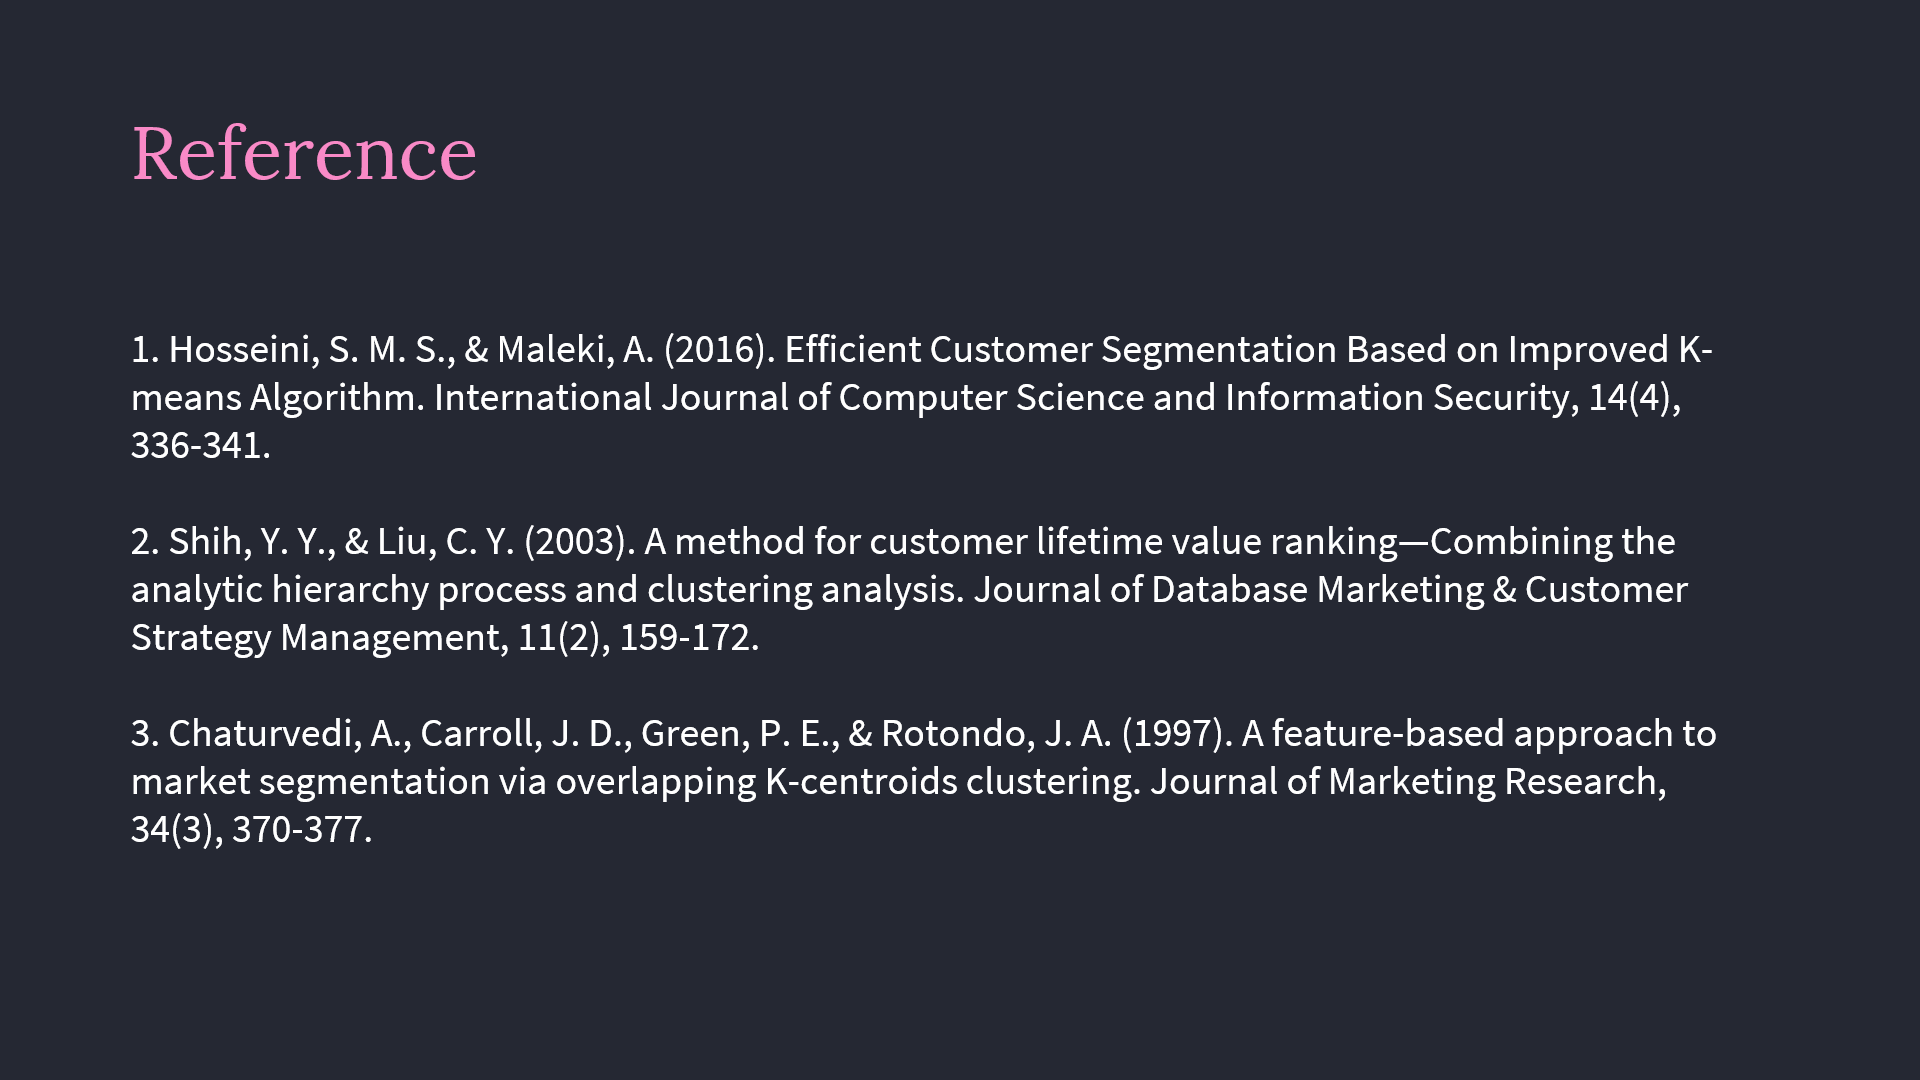 Reference
1. Hosseini, S. M. S., & Maleki, A. (2016). Efficient Customer Segmentation Based on Improved K-
means Algorithm. International Journal of Computer Science and Information Security, 14(4),
336-341.
2. Shih, Y. Y., & Liu, C. Y. (2003). A method for customer lifetime value ranking—Combining the
analytic hierarchy process and clustering analysis. Journal of Database Marketing & Customer
Strategy Management, 11(2), 159-172.
3. Chaturvedi, A., Carroll, J. D., Green, P. E., & Rotondo, J. A. (1997). A feature-based approach to
market segmentation via overlapping K-centroids clustering. Journal of Marketing Research,
34(3), 370-377.